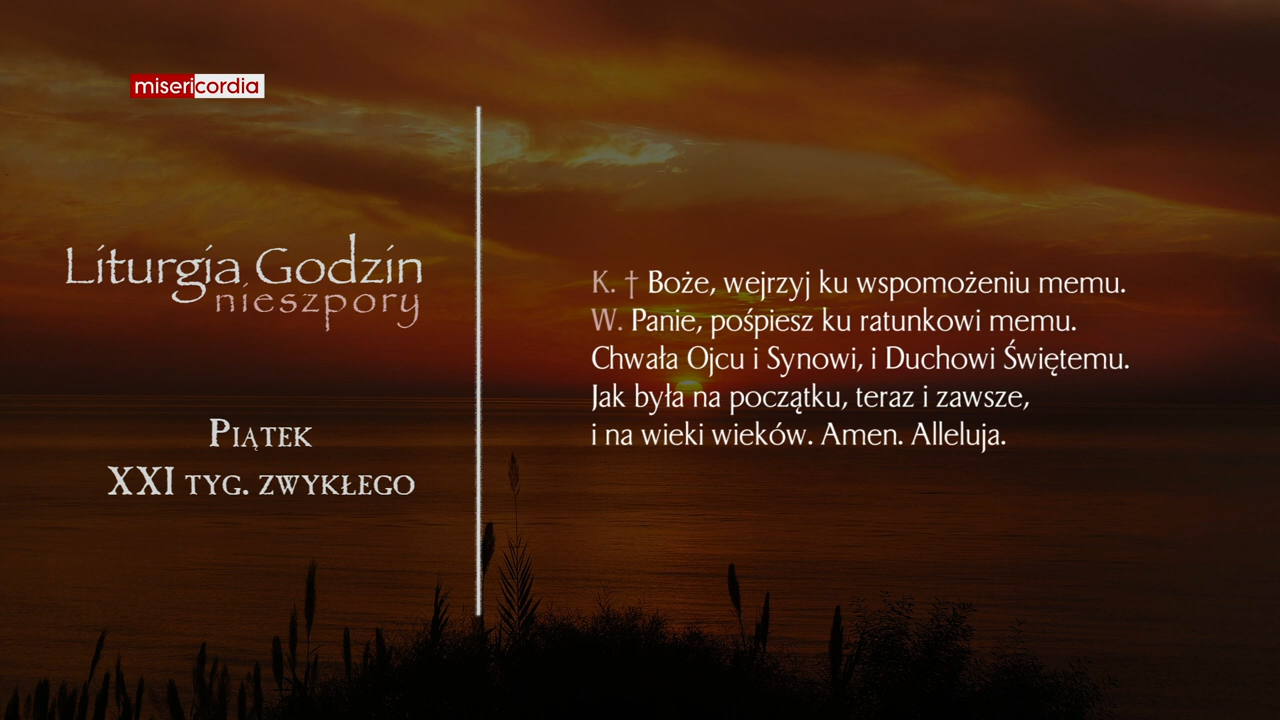 misericordia
Liturgia Godzin
nieszpory
Piątek
XXI tyg. zwykłego
K. † Boże, wejrzyj ku wspomożeniu memu.
W. Panie, pośpiesz ku ratunkowi memu.
Chwała Ojcu i Synowi, i Duchowi Świętemu.
Jak była na początku, teraz i zawsze,
i na wieki wieków. Amen. Alleluja.